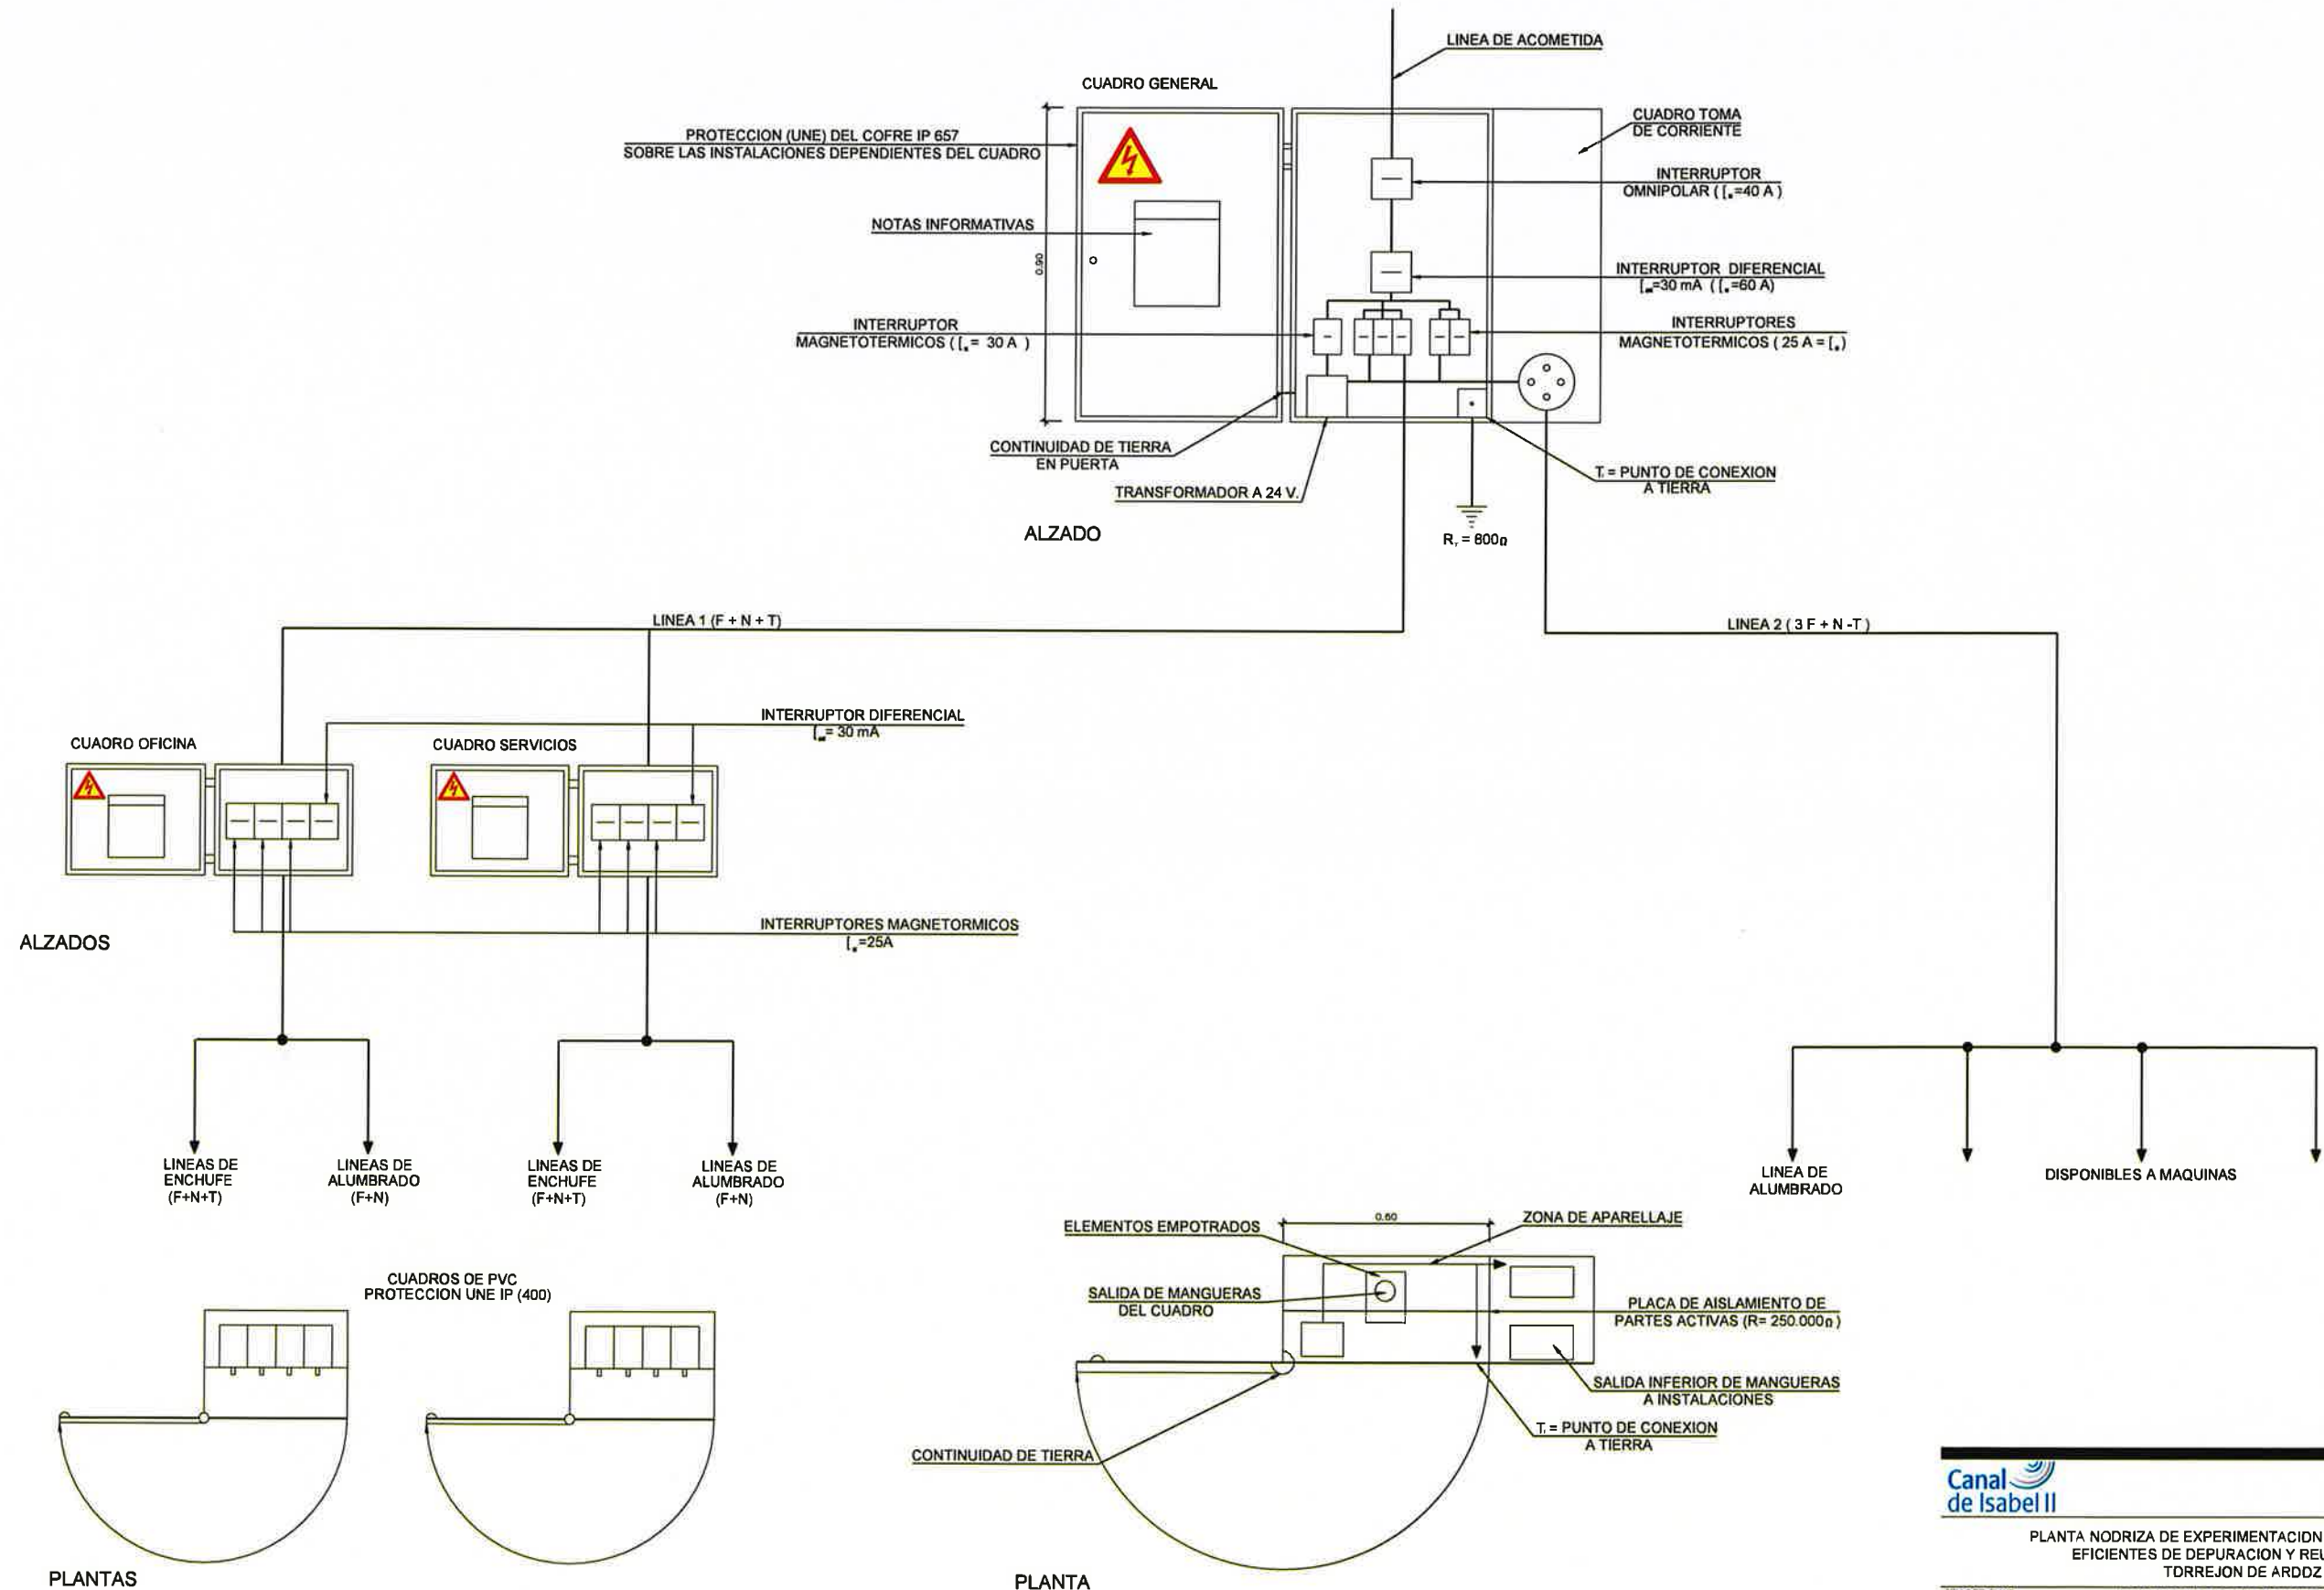 LINEA DE ACOMETIDA
CUADRO GENERAL
PROTECCION (UNE) DEL COFRE IP 657
SOBRE LAS INSTALACIONES DEPENDIENTES DEL CUADRO
CUADRO TOMA
DE CORRIENTE
INTERRUPTOR
OMNIPOLAR ( =40 A )
NOTAS INFORMATIVAS
0.90
INTERRUPTOR DIFERENCIAL
=30 mA ( =60 A)
INTERRUPTOR
MAGNETOTERMICOS ( = 30 A )
INTERRUPTORES
MAGNETOTERMICOS ( 25 A = )
CONTINUIDAD DE TIERRA
EN PUERTA
TRANSFORMADOR A 24 V.
T. = PUNTO DE CONEXION
A TIERRA
ALZADO
R, = 800Ω
LINEA 1 (F + N + T)
LINEA 2 ( 3 F + N -T )
INTERRUPTOR DIFERENCIAL
= 30 mA
CUAORO OFICINA
CUADRO SERVICIOS
INTERRUPTORES MAGNETORMICOS
=25A
ALZADOS
LINEAS DE
ENCHUFE
(F+N+T)
LINEAS DE
ALUMBRADO
(F+N)
LINEAS DE
ENCHUFE
(F+N+T)
LINEAS DE
ALUMBRADO
(F+N)
LINEA DE
ALUMBRADO
DISPONIBLES A MAQUINAS
CUADROS OE PVC
PROTECCION UNE IP (400)
PLANTAS
0.60
ELEMENTOS EMPOTRADOS
ZONA DE APARELLAJE
SALIDA DE MANGUERAS
DEL CUADRO
PLACA DE AISLAMIENTO DE
PARTES ACTIVAS (R= 250.000Ω)
SALIDA INFERIOR DE MANGUERAS
A INSTALACIONES
T. = PUNTO DE CONEXION
A TIERRA
CONTINUIDAD DE TIERRA
PLANTA
Canal
de Isabel II
PLANTA NODRIZA DE EXPERIMENTACION
EFICIENTES DE DEPURACION Y REU
TDRREJON DE ARDDZ